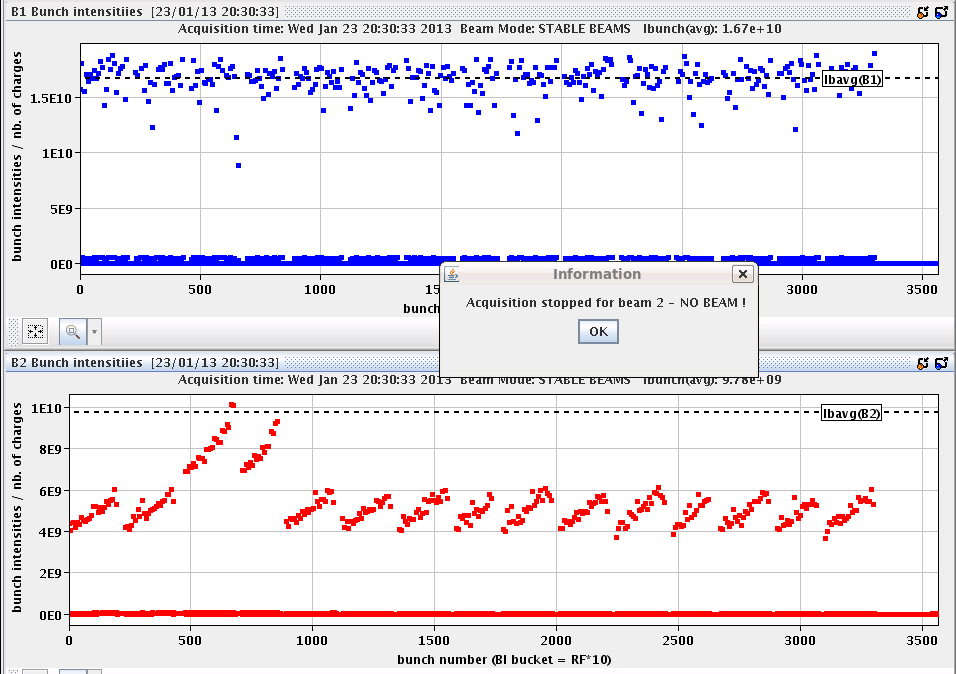 B1 Bunch intensitiies [23/01/13 20:30:33]
Acquisition time: Wed Jan 23 20:30:33 2013 Beam Mode: STABLE BEAMS Ibunch(avg): 1.67e+10
bunch intensities / nb. of charges
1.5E10
1E10
5E9
0E0
Ibavg(B1)
0 500 1000 3000 3500
bunch
Information
Acquisition stopped for beam 2 - NO BEAM !
OK
B2 Bunch intensitiies [23/01/13 20:30:33]
Acquisition time: Wed Jan 23 20:30:33 2013 Beam Mode: STABLE BEAMS Ibunch(avg): 9.78e+09
bunch intensities / nb. of charges
1E10
8E9
6E9
4E9
2E9
0E0
Ibavg(B2)
0 500 1000 1500 2000 2500 3000 3500
bunch number (BI bucket = RF*10)